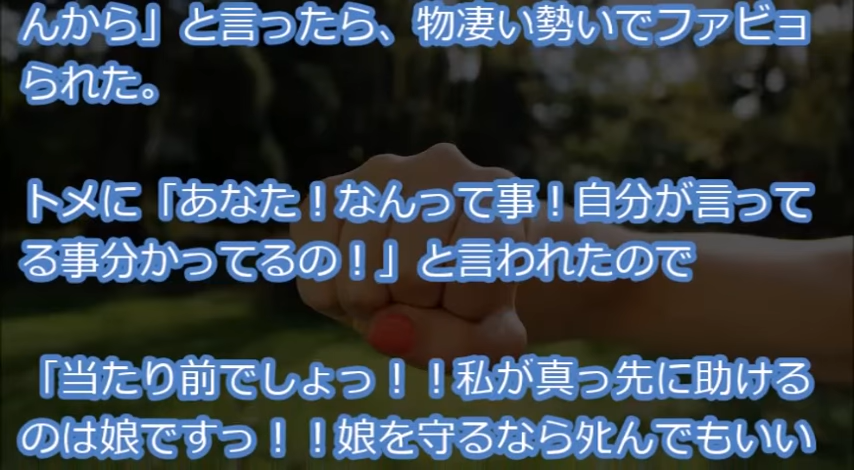 んから」と言ったら、物凄い勢いでファビョ
られた。
トメに「あなた！なんって事！自分が言って
る事分かってるの！」と言われたので
「当たり前でしょっ！！私が真っ先に助ける
のは娘ですっ！！娘を守るならﾀﾋんでもいい